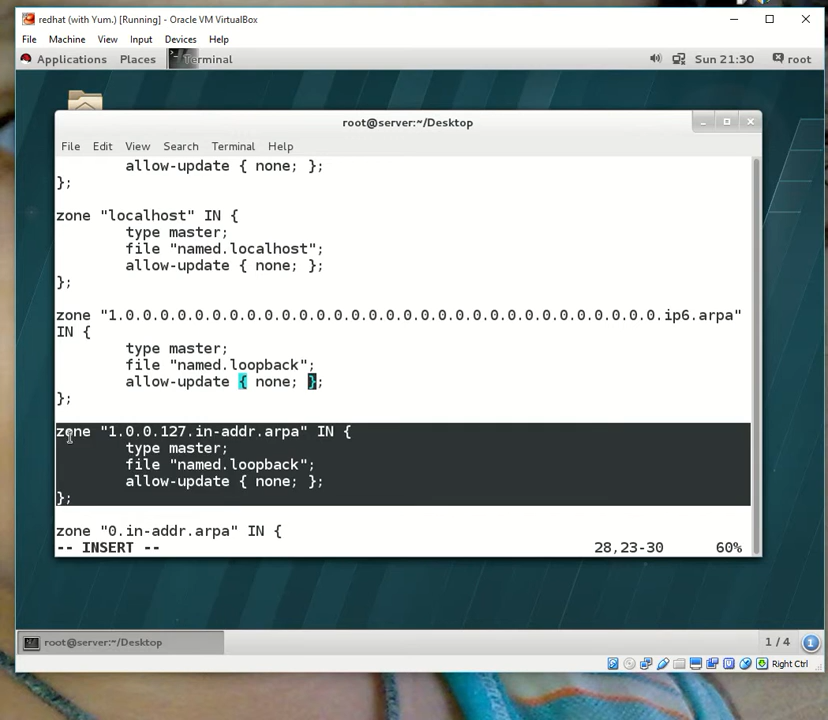 redhat (with Yum.) [Running] - Oracle VM VirtualBox
File Machine View Input Devices Help
Applications Places Terminal Sun 21:30 root
root@server:~/Desktop
File Edit View Search Terminal Help
allow-update { none; };
};
zone "localhost" IN {
type master;
file "named.localhost";
allow-update { none; };
};
zone "1.0.0.0.0.0.0.0.0.0.0.0.0.0.0.0.0.0.0.0.0.0.0.0.0.0.0.0.0.0.0.0.ip6.arpa"
IN {
type master;
file "named.loopback";
allow-update { none; };
};
zone "1.0.0.127.in-addr.arpa" IN {
type master;
file "named.loopback";
allow-update { none; };
};
zone "0.in-addr.arpa" IN {
-- INSERT -- 28,23-30 60%
root@server:~/Desktop 1 / 4 1
Right Ctrl